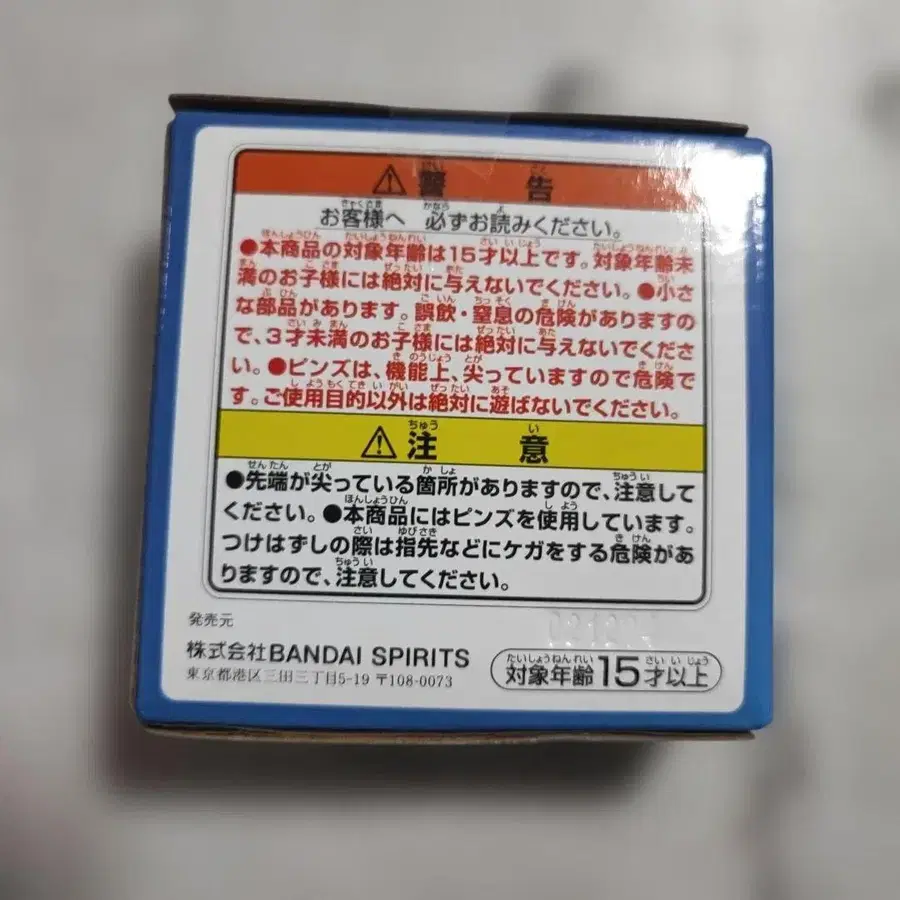 ⚠警 告
お客様へ 必ずお読みください。
●本商品の対象年齢は15才以上です。対象年齢未
満のお子様には絶対に与えないでください。●小さ
な部品があります。誤飲・窒息の危険がありますの
で、3才未満のお子様には絶対に与えないでくださ
い。●ピンズは、機能上、尖っていますので危険で
す。ご使用目的以外は絶対に遊ばないでください。
⚠注 意
●先端が尖っている箇所がありますので、注意して
ください。●本商品にはピンズを使用しています。
つけはずしの際は指先などにケガをする危険があ
りますので、注意してください。
発売元
株式会社BANDAI SPIRITS
東京都港区三田三丁目5-19 〒108-0073
対象年齢15才以上